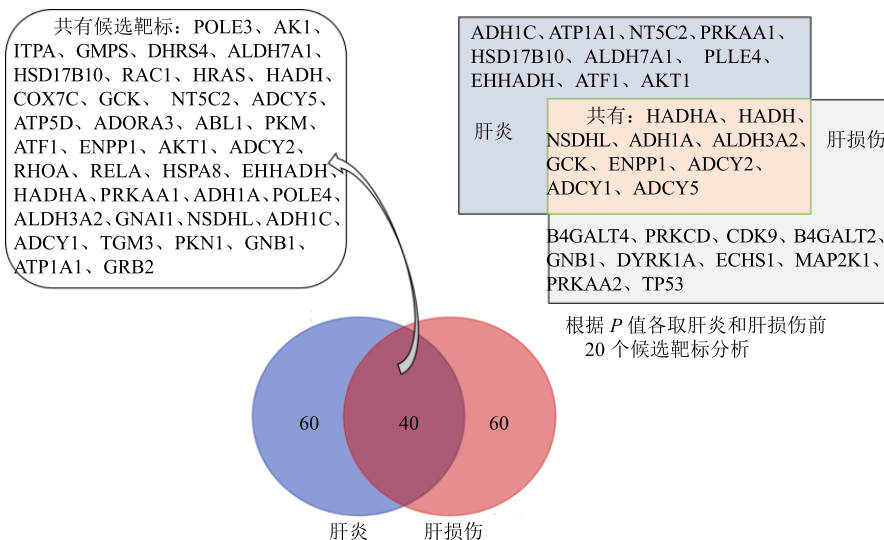 共有候选靶标：POLE3、AK1、
ITPA、GMPS、DHRS4、ALDH7A1、
HSD17B10、RAC1、HRAS、HADH、
COX7C、GCK、 NT5C2、ADCY5、
ATP5D、ADORA3、ABL1、PKM、
ATF1、ENPP1、AKT1、ADCY2、
RHOA、RELA、HSPA8、EHHADH、
HADHA、PRKAA1、ADH1A、POLE4、
ALDH3A2、GNAI1、NSDHL、ADH1C、
ADCY1、TGM3、PKN1、GNB1、
ATP1A1、GRB2
ADH1C、ATP1A1、NT5C2、PRKAA1、
HSD17B10、ALDH7A1、 PLLE4、
EHHADH、ATF1、AKT1
肝炎
共有：HADHA、HADH、
NSDHL、ADH1A、ALDH3A2、
GCK、ENPP1、ADCY2、
ADCY1、ADCY5
肝损伤
B4GALT4、PRKCD、CDK9、B4GALT2、
GNB1、DYRK1A、ECHS1、MAP2K1、
PRKAA2、TP53
根据 P 值各取肝炎和肝损伤前
20 个候选靶标分析
60
40
60
肝炎
肝损伤